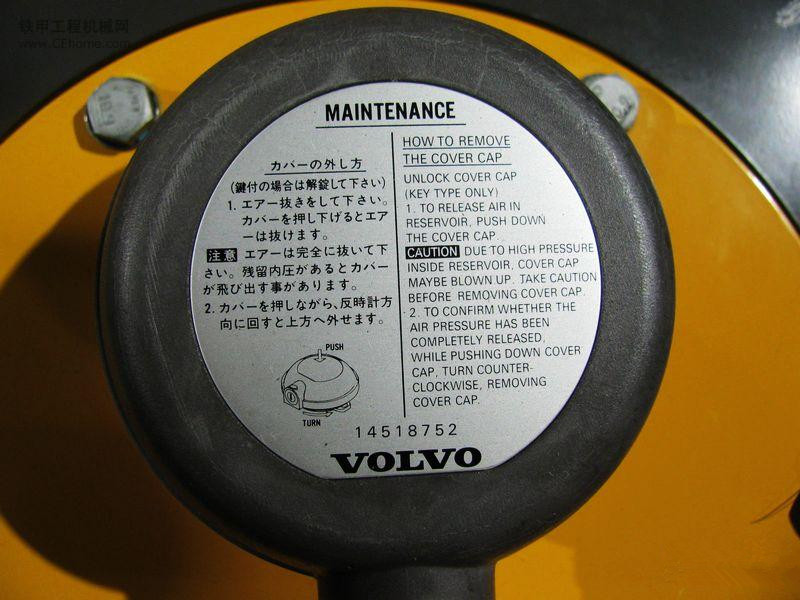 铁甲工程机械网
www.CEhome.com
MAINTENANCE
カバーの外し方
(鍵付の場合は解錠して下さい)
1. エアー抜きをして下さい。
カバーを押し下げるとエア
ーは抜けます。
注意 エアーは完全に抜いて下
さい。残留内圧があるとカバー
が飛び出す事があります。
2. カバーを押しながら、反時計方
向に回すと上方へ外せます。
PUSH
TURN
HOW TO REMOVE
THE COVER CAP
UNLOCK COVER CAP
(KEY TYPE ONLY)
1. TO RELEASE AIR IN
RESERVOIR, PUSH DOWN
THE COVER CAP.
CAUTION DUE TO HIGH PRESSURE
INSIDE RESERVOIR, COVER CAP
MAYBE BLOWN UP. TAKE CAUTION
BEFORE REMOVING COVER CAP.
2. TO CONFIRM WHETHER THE
AIR PRESSURE HAS BEEN
COMPLETELY RELEASED,
WHILE PUSHING DOWN COVER
CAP, TURN COUNTER-
CLOCKWISE, REMOVING
COVER CAP.
14518752
VOLVO